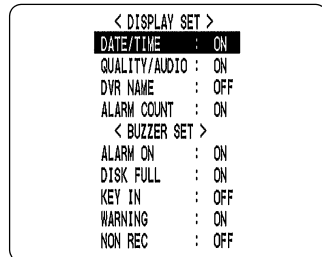 < DISPLAY SET >
DATE/TIME : ON
QUALITY/AUDIO : ON
DVR NAME : OFF
ALARM COUNT : ON
< BUZZER SET >
ALARM ON : ON
DISK FULL : ON
KEY IN : OFF
WARNING : ON
NON REC : OFF